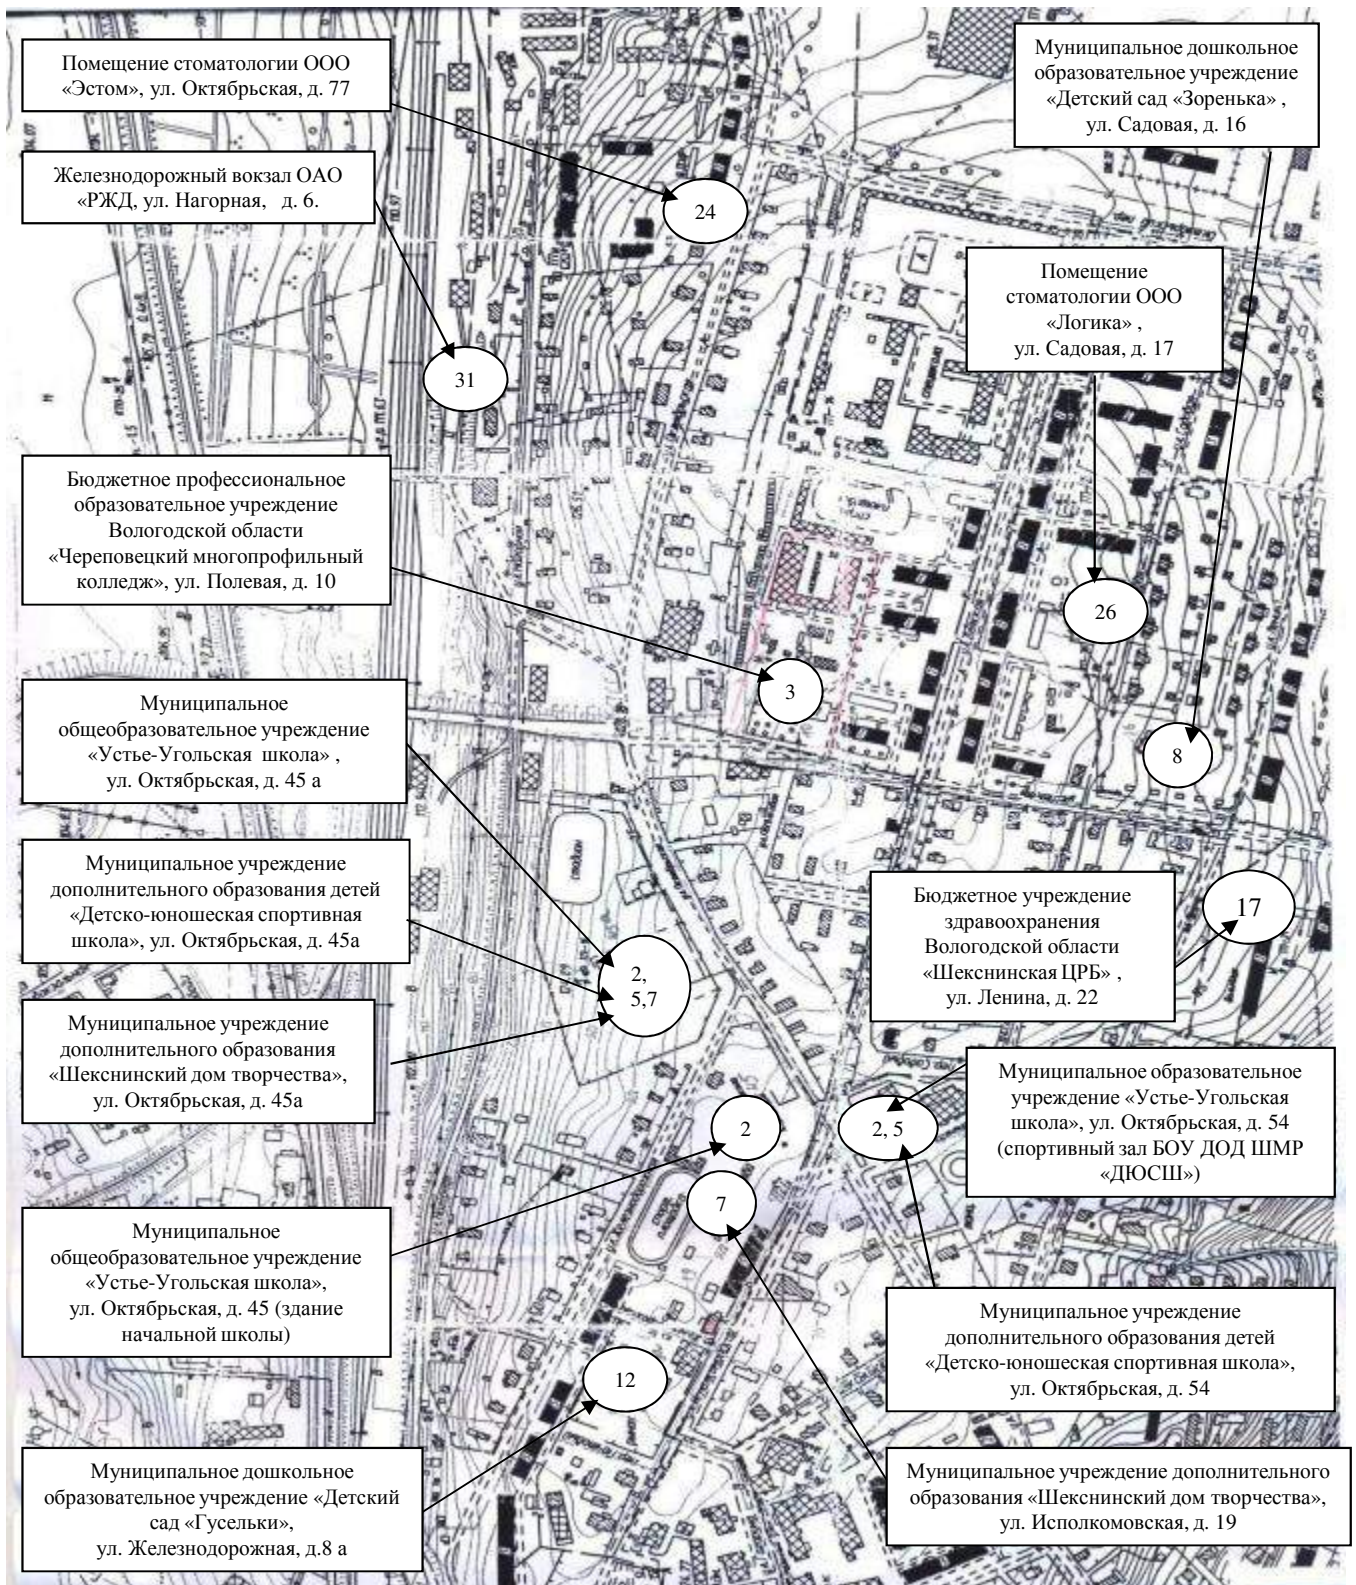 Помещение стоматологии ООО
«Эстом», ул. Октябрьская, д. 77
Муниципальное дошкольное
образовательное учреждение
«Детский сад «Зоренька» ,
ул. Садовая, д. 16
Железнодорожный вокзал ОАО
«РЖД, ул. Нагорная, д. 6.
24
Помещение
стоматологии ООО
«Логика» ,
ул. Садовая, д. 17
31
Бюджетное профессиональное
образовательное учреждение
Вологодской области
«Череповецкий многопрофильный
колледж», ул. Полевая, д. 10
26
3
Муниципальное
общеобразовательное учреждение
«Устье-Угольская школа» ,
ул. Октябрьская, д. 45 а
8
стадион
Муниципальное учреждение
дополнительного образования детей
«Детско-юношеская спортивная
школа», ул. Октябрьская, д. 45а
Бюджетное учреждение
здравоохранения
Вологодской области
«Шекснинская ЦРБ» ,
ул. Ленина, д. 22
17
2,
5,7
Муниципальное учреждение
дополнительного образования
«Шекснинский дом творчества»,
ул. Октябрьская, д. 45а
Муниципальное образовательное
учреждение «Устье-Угольская
школа», ул. Октябрьская, д. 54
(спортивный зал БОУ ДОД ШМР
«ДЮСШ»)
2
2, 5
7
Муниципальное
общеобразовательное учреждение
«Устье-Угольская школа»,
ул. Октябрьская, д. 45 (здание
начальной школы)
Муниципальное учреждение
дополнительного образования детей
«Детско-юношеская спортивная школа»,
ул. Октябрьская, д. 54
12
Муниципальное дошкольное
образовательное учреждение «Детский
сад «Гусельки»,
ул. Железнодорожная, д.8 а
Муниципальное учреждение дополнительного
образования «Шекснинский дом творчества»,
ул. Исполкомовская, д. 19